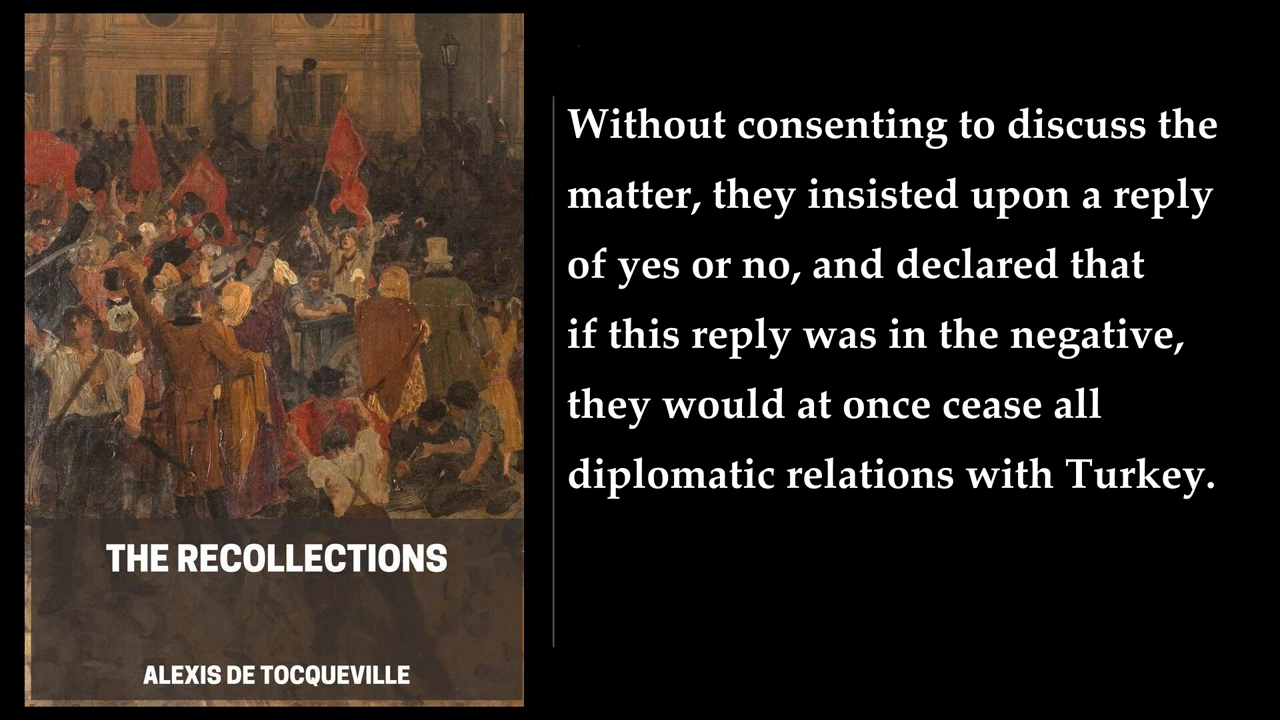 THE RECOLLECTIONS
ALEXIS DE TOCQUEVILLE
Without consenting to discuss the
matter, they insisted upon a reply
of yes or no, and declared that
if this reply was in the negative,
they would at once cease all
diplomatic relations with Turkey.